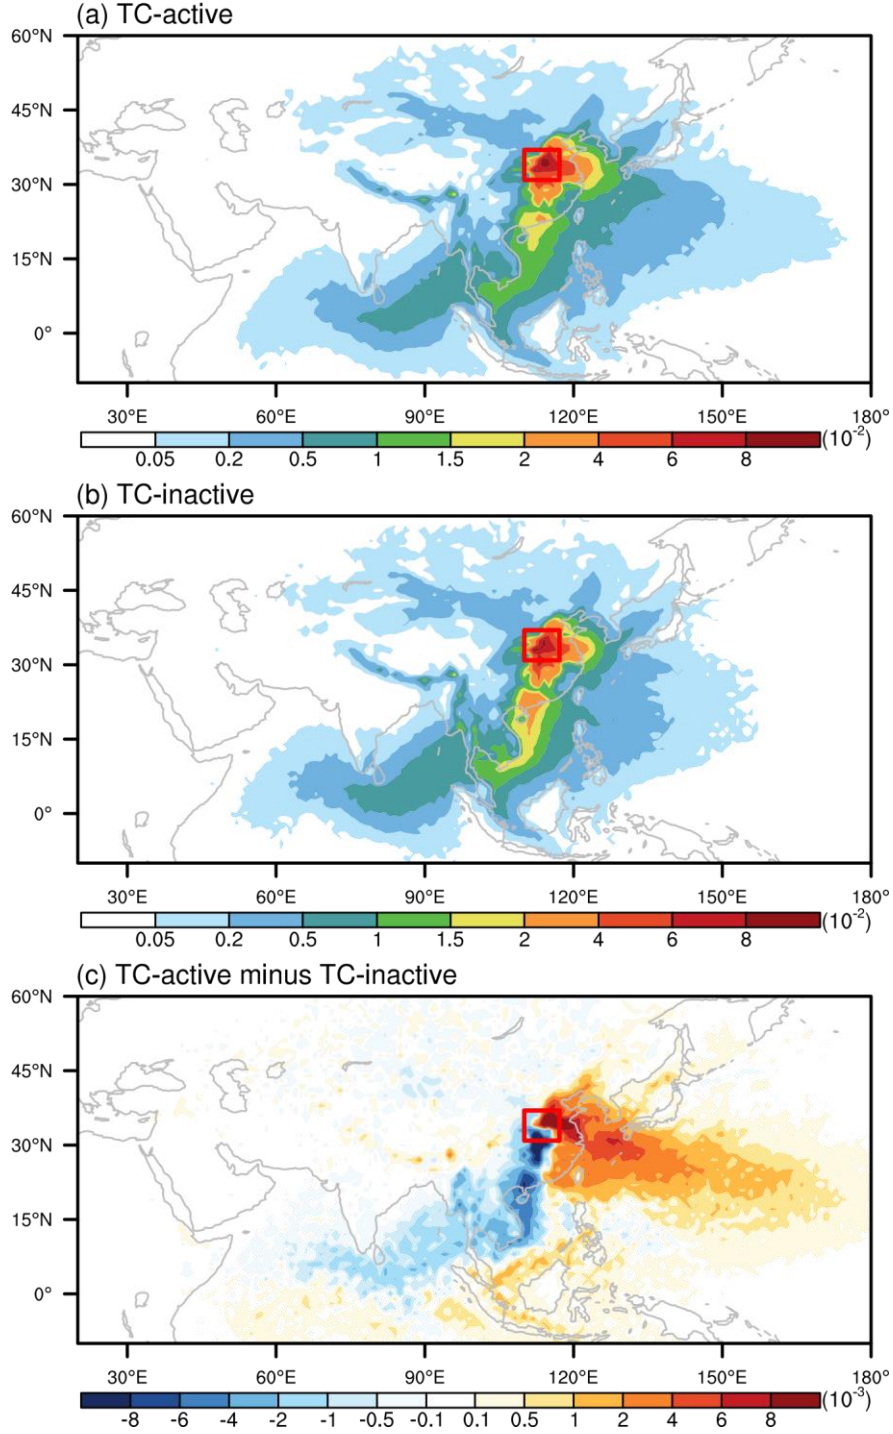 (a) TC-active
60°N
45°N
30°N
15°N
0°
30°E 60°E 90°E 120°E 150°E 180°
0.05 0.2 0.5 1 1.5 2 4 6 8 (10-2)
(b) TC-inactive
60°N
45°N
30°N
15°N
0°
30°E 60°E 90°E 120°E 150°E 180°
0.05 0.2 0.5 1 1.5 2 4 6 8 (10-2)
(c) TC-active minus TC-inactive
60°N
45°N
30°N
15°N
0°
30°E 60°E 90°E 120°E 150°E 180°
-8 -6 -4 -2 -1 -0.5 -0.1 0.1 0.5 1 2 4 6 8 (10-3)